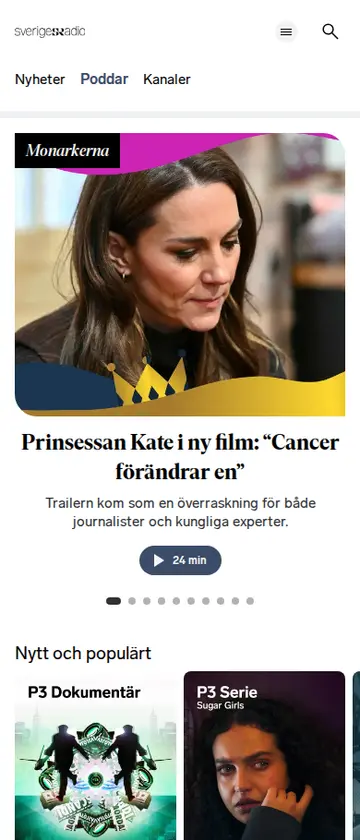 sverigesradio
Nyheter Poddar Kanaler
Monarkerna
Prinsessan Kate i ny film: “Cancer
förändrar en”
Trailern kom som en överraskning för både
journalister och kungliga experter.
24 min
Nytt och populärt
P3 Dokumentär
P3 Serie
Sugar Girls